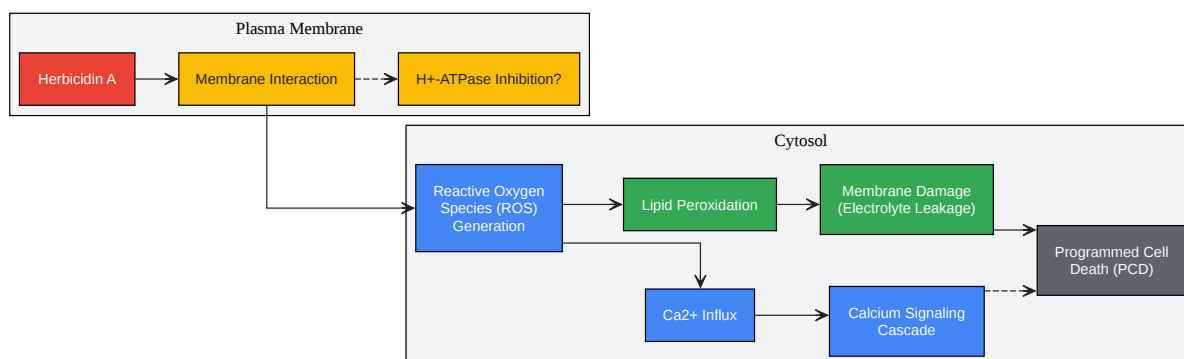 Plasma Membrane
Herbicidin A
Membrane Interaction
H+-ATPase Inhibition?
Cytosol
Reactive Oxygen
Species (ROS)
Generation
Lipid Peroxidation
Membrane Damage
(Electrolyte Leakage)
Programmed Cell
Death (PCD)
Ca2+ Influx
Calcium Signaling
Cascade